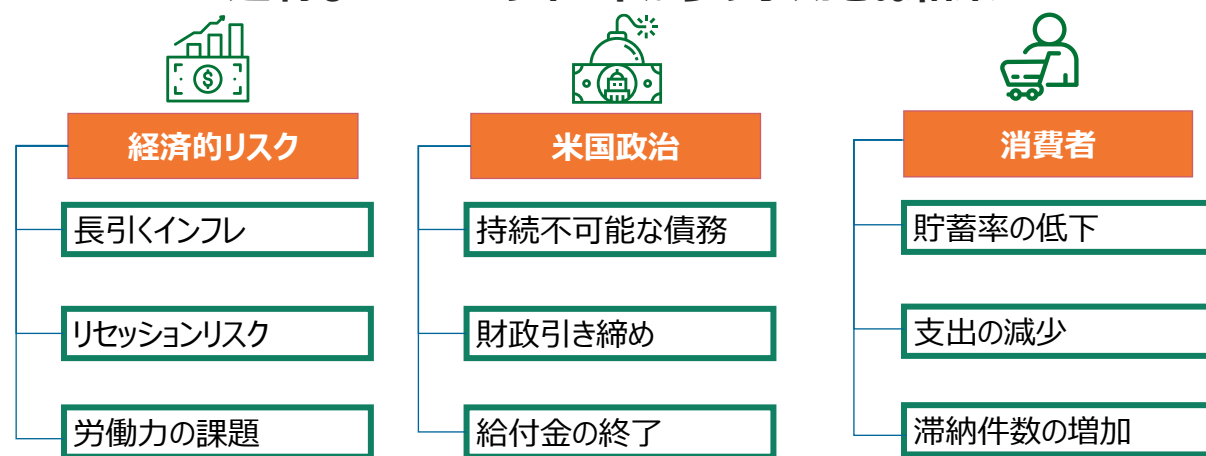 経済的リスク
長引くインフレ
リセッションリスク
労働力の課題
米国政治
持続不可能な債務
財政引き締め
給付金の終了
消費者
貯蓄率の低下
支出の減少
滞納件数の増加